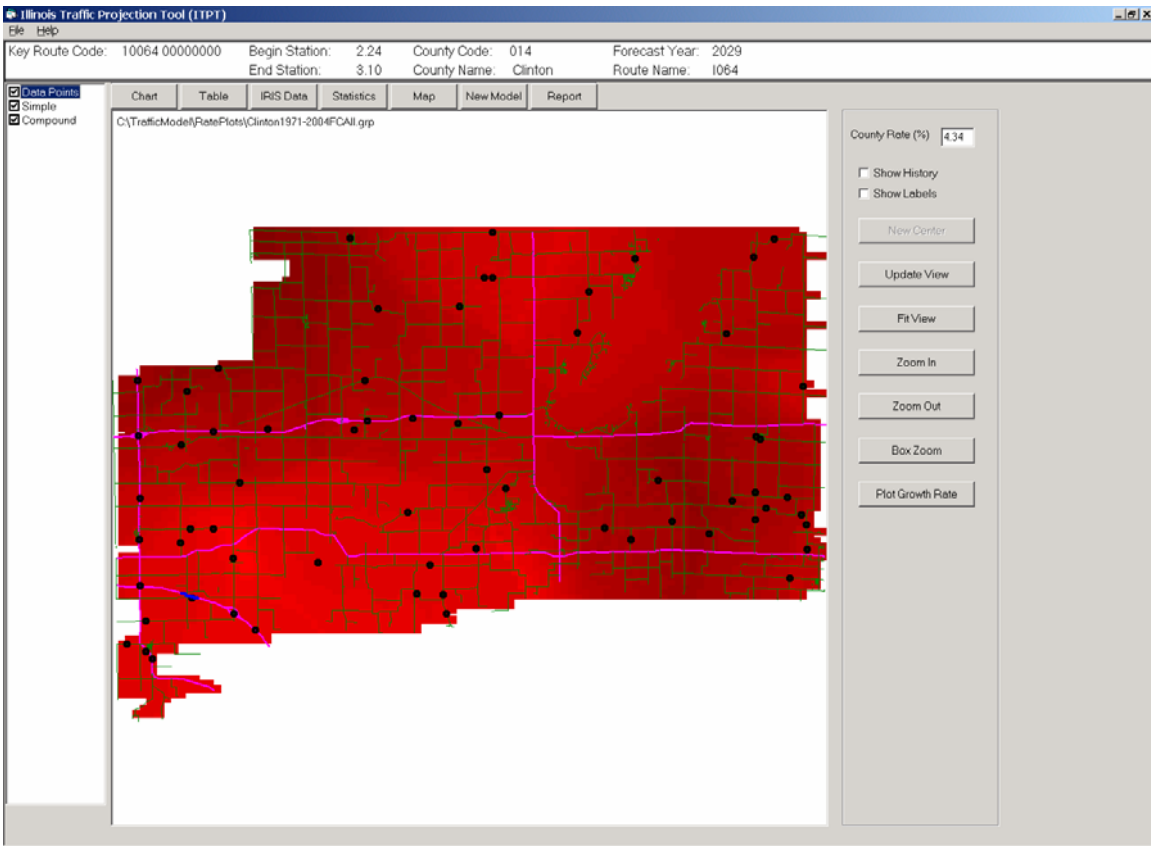 Illinois Traffic Projection Tool (ITPT)
File Help
Key Route Code: 10064 00000000 Begin Station: 2.24 County Code: 014 Forecast Year: 2029
End Station: 3.10 County Name: Clinton Route Name: I064
Data Points
Simple
Compound
Chart Table IRIS Data Statistics Map New Model Report
C:\TrafficModel\RatePlots\Clinton1971-2004FCAll.grp
County Rate (%) 4.34
Show History
Show Labels
New Center
Update View
Fit View
Zoom In
Zoom Out
Box Zoom
Plot Growth Rate